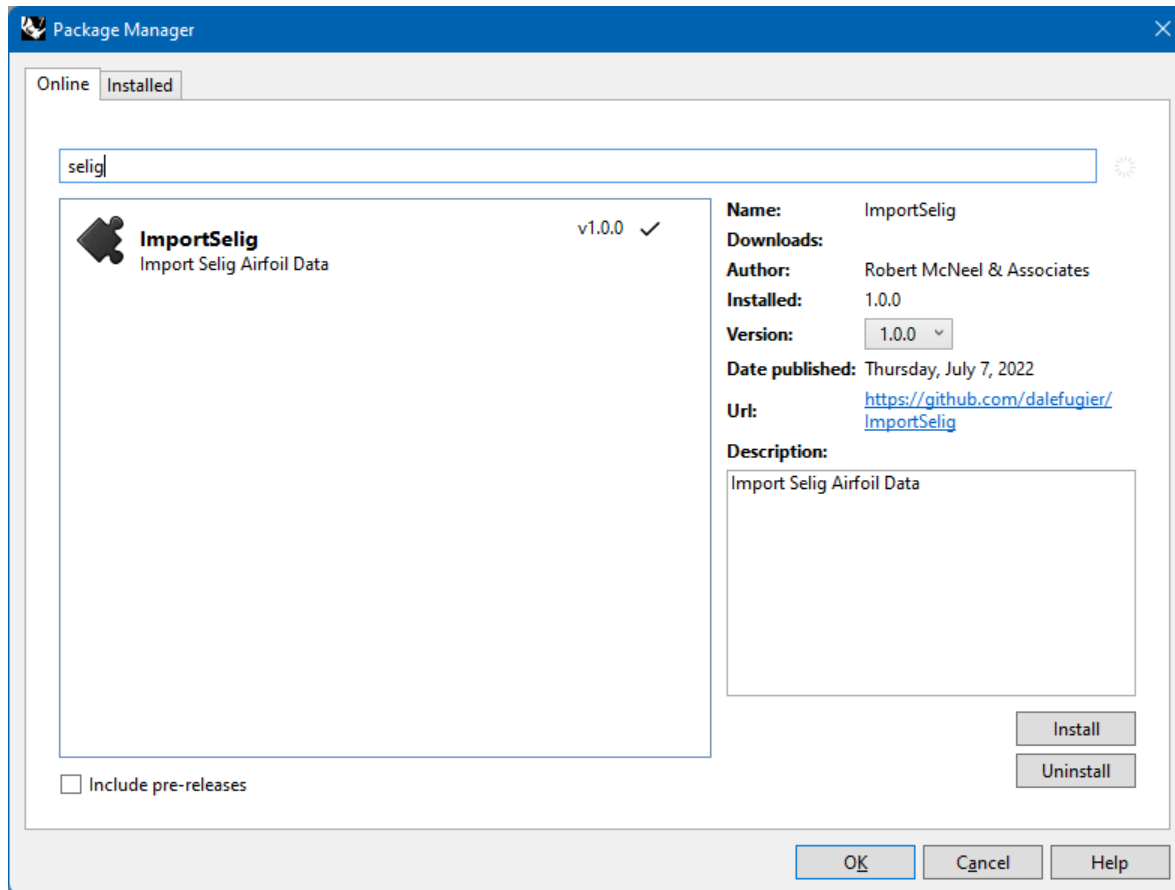 Package Manager
Online Installed
selig
ImportSelig v1.0.0
Import Selig Airfoil Data
Name: ImportSelig
Downloads:
Author: Robert McNeel & Associates
Installed: 1.0.0
Version: 1.0.0
Date published: Thursday, July 7, 2022
Url: https://github.com/dalefugier/
ImportSelig
Description:
Import Selig Airfoil Data
Install
Uninstall
Include pre-releases
OK Cancel Help